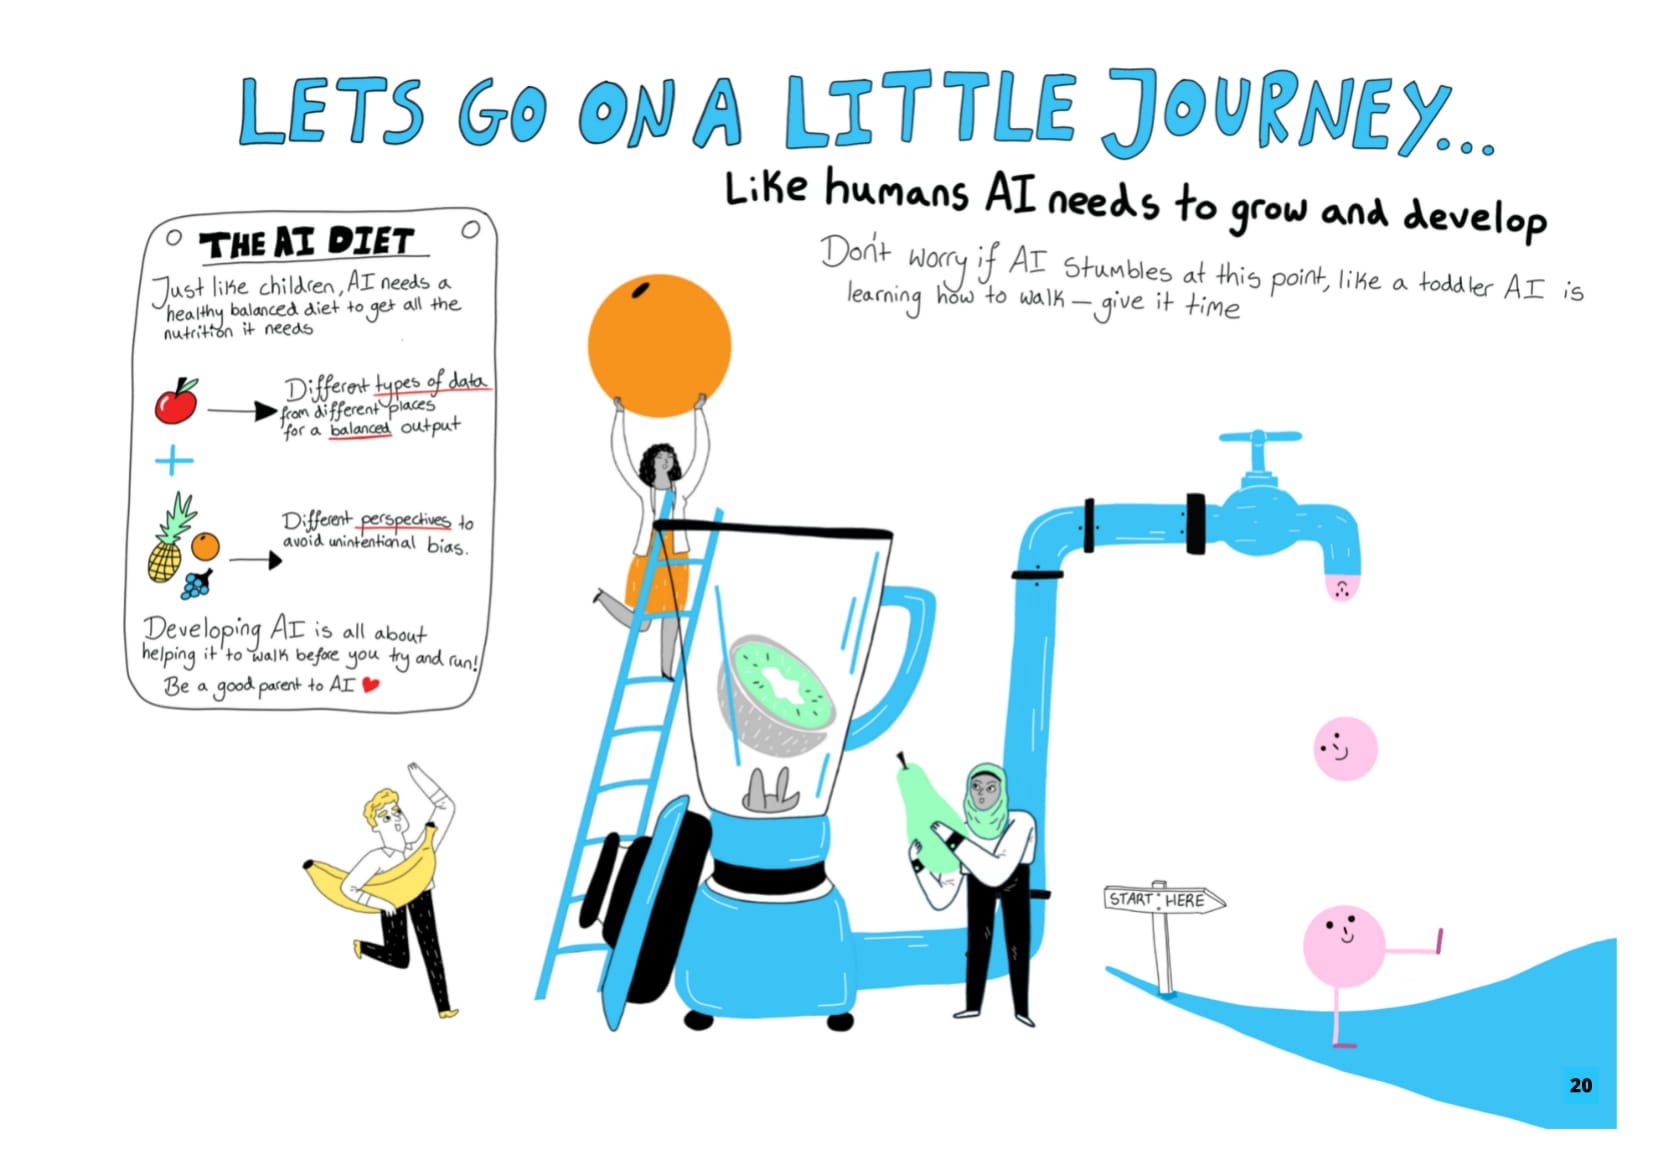 LETS GO ON A LITTLE JOURNEY...
Like humans AI needs to grow and develop
Don't worry if AI stumbles at this point, like a toddler AI is
learning how to walk – give it time
THE AI DIET
Just like children, AI needs a
healthy balanced diet to get all the
nutrition it needs
Different types of data
from different places
for a balanced output
+
Different perspectives to
avoid unintentional bias.
Developing AI is all about
helping it to walk before you try and run!
Be a good parent to AI
START HERE
20